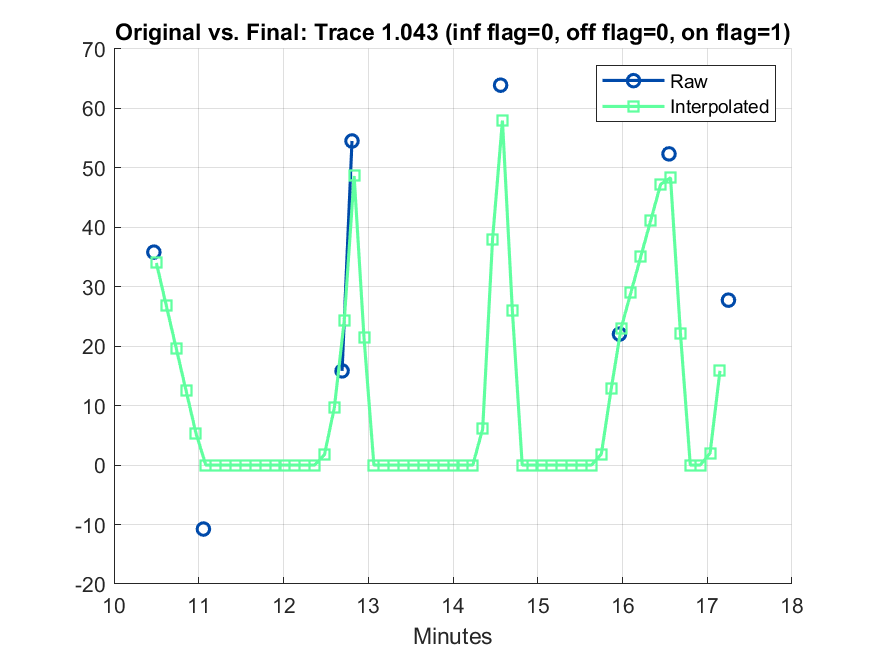 Original vs. Final: Trace 1.043 (inf flag=0, off flag=0, on flag=1)
70
60
50
40
30
20
10
0
-10
-20
Raw
Interpolated
10 11 12 13 14 15 16 17 18
Minutes